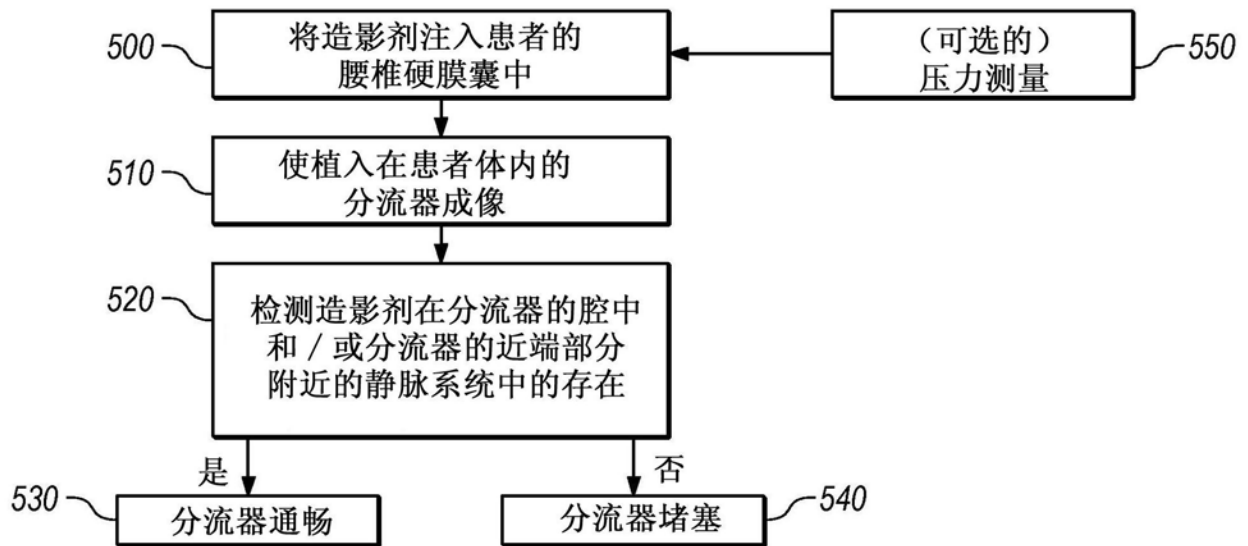 500
将造影剂注入患者的
腰椎硬膜囊中
（可选的）
压力测量
550
510
使植入在患者体内的
分流器成像
520
检测造影剂在分流器的腔中
和 / 或分流器的近端部分
附近的静脉系统中的存在
是
否
530
分流器通畅
分流器堵塞
540